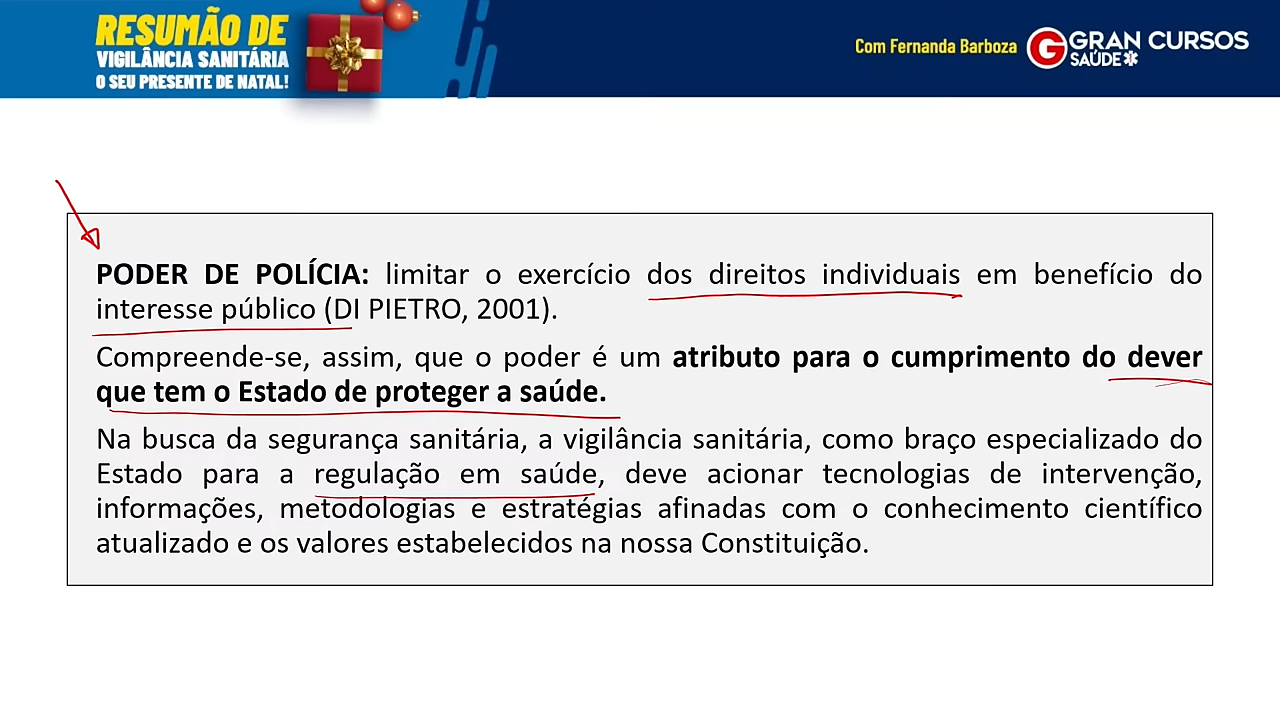 RESUMÃO DE
VIGILÂNCIA SANITÁRIA
O SEU PRESENTE DE NATAL!
Com Fernanda Barboza
G GRAN CURSOS
SAÚDE
PODER DE POLÍCIA: limitar o exercício dos direitos individuais em benefício do
interesse público (DI PIETRO, 2001).
Compreende-se, assim, que o poder é um atributo para o cumprimento do dever
que tem o Estado de proteger a saúde.
Na busca da segurança sanitária, a vigilância sanitária, como braço especializado do
Estado para a regulação em saúde, deve acionar tecnologias de intervenção,
informações, metodologias e estratégias afinadas com o conhecimento científico
atualizado e os valores estabelecidos na nossa Constituição.